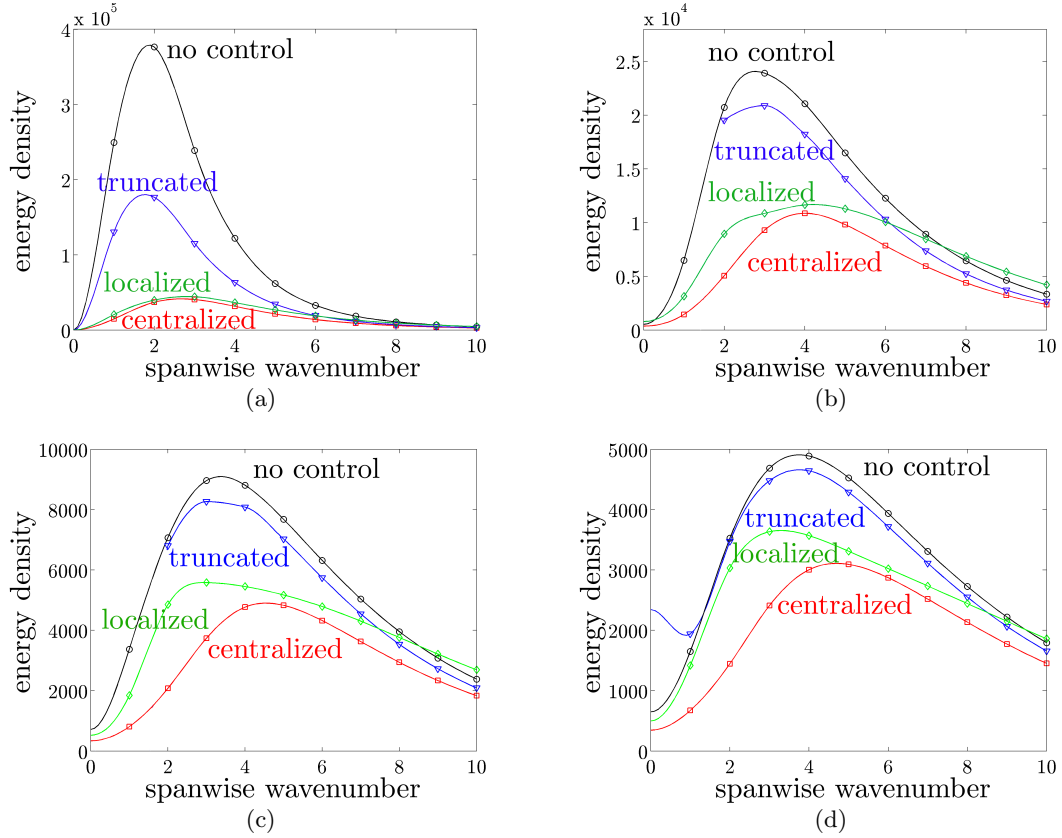 x 10⁵
4
3
2
1
0
0 2 4 6 8 10
energy density
spanwise wavenumber
no control
truncated
localized
centralized
(a)
x 10⁴
2.5
2
1.5
1
0.5
0
0 2 4 6 8 10
energy density
spanwise wavenumber
no control
truncated
localized
centralized
(b)
10000
8000
6000
4000
2000
0
0 2 4 6 8 10
energy density
spanwise wavenumber
no control
truncated
localized
centralized
(c)
5000
4000
3000
2000
1000
0
0 2 4 6 8 10
energy density
spanwise wavenumber
no control
truncated
localized
centralized
(d)